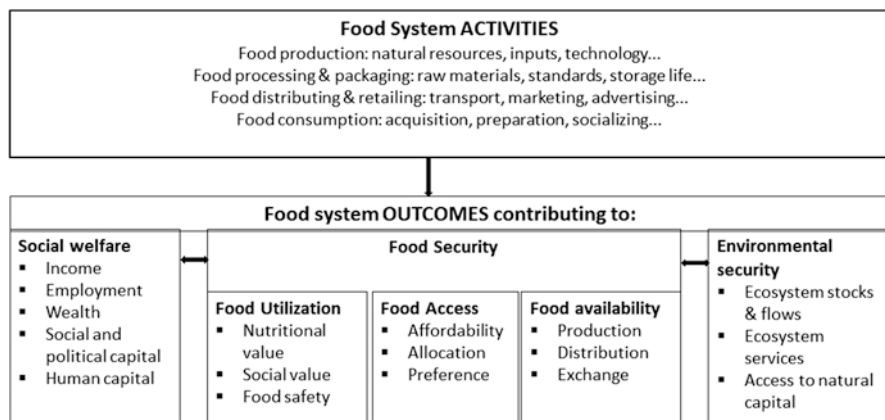 Food System ACTIVITIES
Food production: natural resources, inputs, technology...
Food processing & packaging: raw materials, standards, storage life...
Food distributing & retailing: transport, marketing, advertising...
Food consumption: acquisition, preparation, socializing...
Food system OUTCOMES contributing to:
Social welfare
▪ Income
▪ Employment
▪ Wealth
▪ Social and
political capital
▪ Human capital
Food Security
Food Utilization
▪ Nutritional
value
▪ Social value
▪ Food safety
Food Access
▪ Affordability
▪ Allocation
▪ Preference
Food availability
▪ Production
▪ Distribution
▪ Exchange
Environmental
security
▪ Ecosystem stocks
& flows
▪ Ecosystem
services
▪ Access to natural
capital